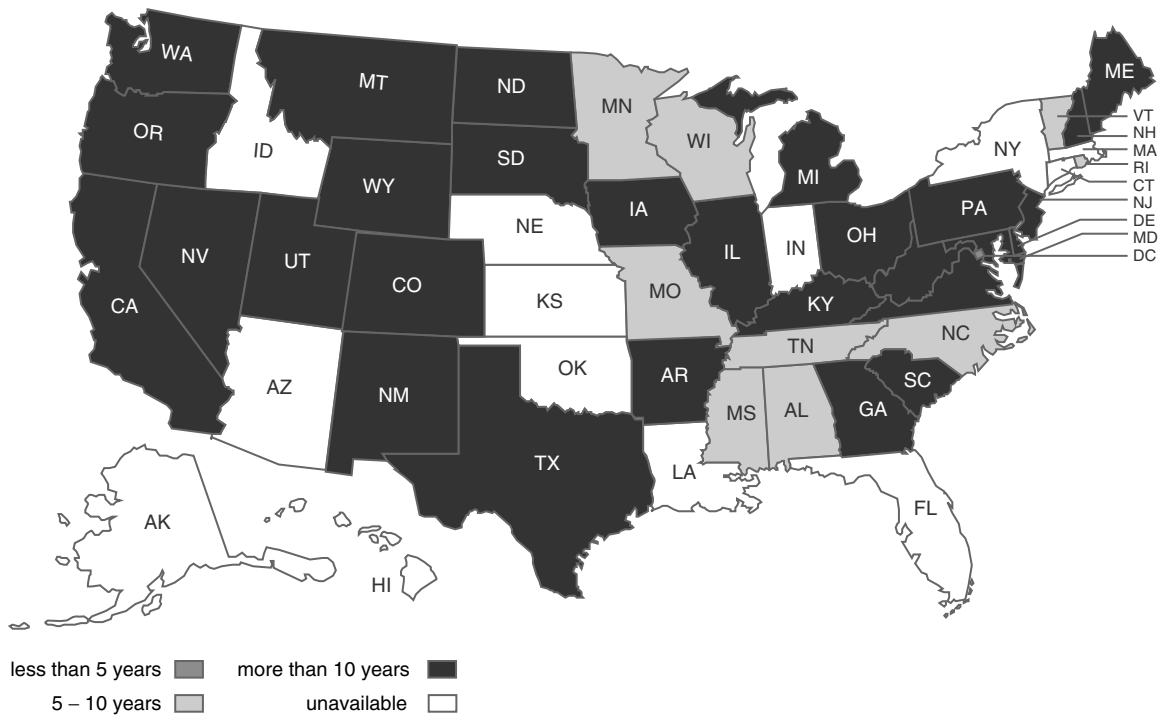 WA
MT
ND
MN
ME
OR
ID
SD
WI
NY
VT
NH
MA
RI
CT
NJ
DE
MD
DC
WY
MI
IA
PA
NE
NV
UT
CO
IL
IN
OH
CA
KS
MO
KY
AZ
NM
OK
AR
TN
NC
SC
MS
AL
GA
TX
LA
FL
AK
HI
less than 5 years
more than 10 years
5 – 10 years
unavailable